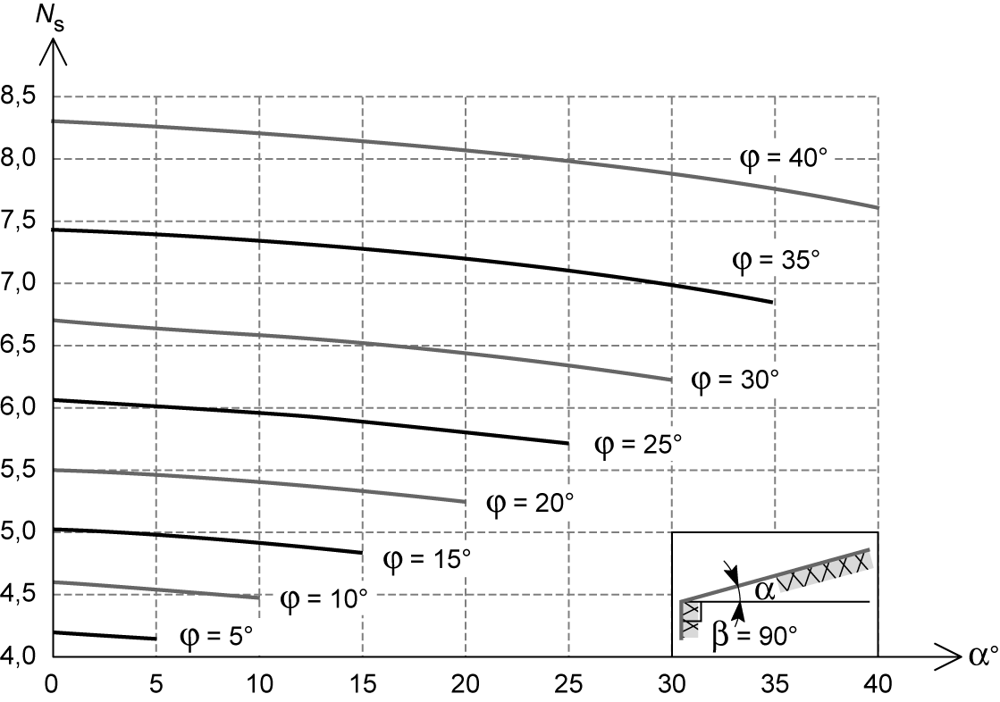 Ns
8,5
8,0
φ = 40°
7,5
φ = 35°
7,0
6,5
φ = 30°
6,0
φ = 25°
5,5
φ = 20°
5,0
φ = 15°
α
4,5
φ = 10°
φ = 5°
β = 90°
4,0
α°
0 5 10 15 20 25 30 35 40